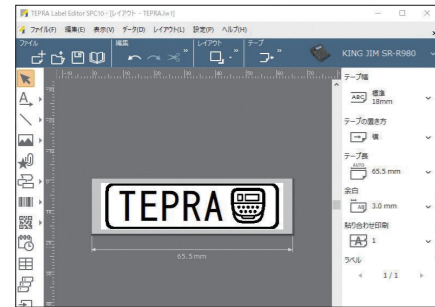 TEPRA Label Editor SPC10 - [レイアウト - TEPRA.lw1]
ファイル(F) 編集(E) 表示(V) データ(D) レイアウト(L) 設定(P) ヘルプ(H)
ファイル 編集 レイアウト テープ
KING JIM SR-R980
テープ幅
ABC 標準
18mm
テープの置き方
横
テープ長
AUTO 65.5 mm
余白
AB 3.0 mm
貼り合わせ印刷
A 1
ラベル
1 / 1
TEPRA
65.5mm